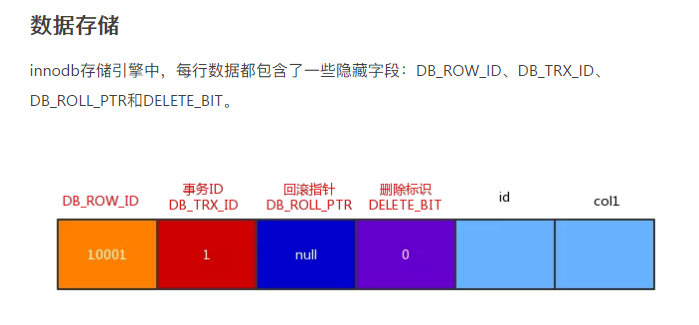 数据存储
innodb存储引擎中，每行数据都包含了一些隐藏字段：DB_ROW_ID、DB_TRX_ID、
DB_ROLL_PTR和DELETE_BIT。
DB_ROW_ID
事务ID
DB_TRX_ID
回滚指针
DB_ROLL_PTR
删除标识
DELETE_BIT
id
col1
10001
1
null
0